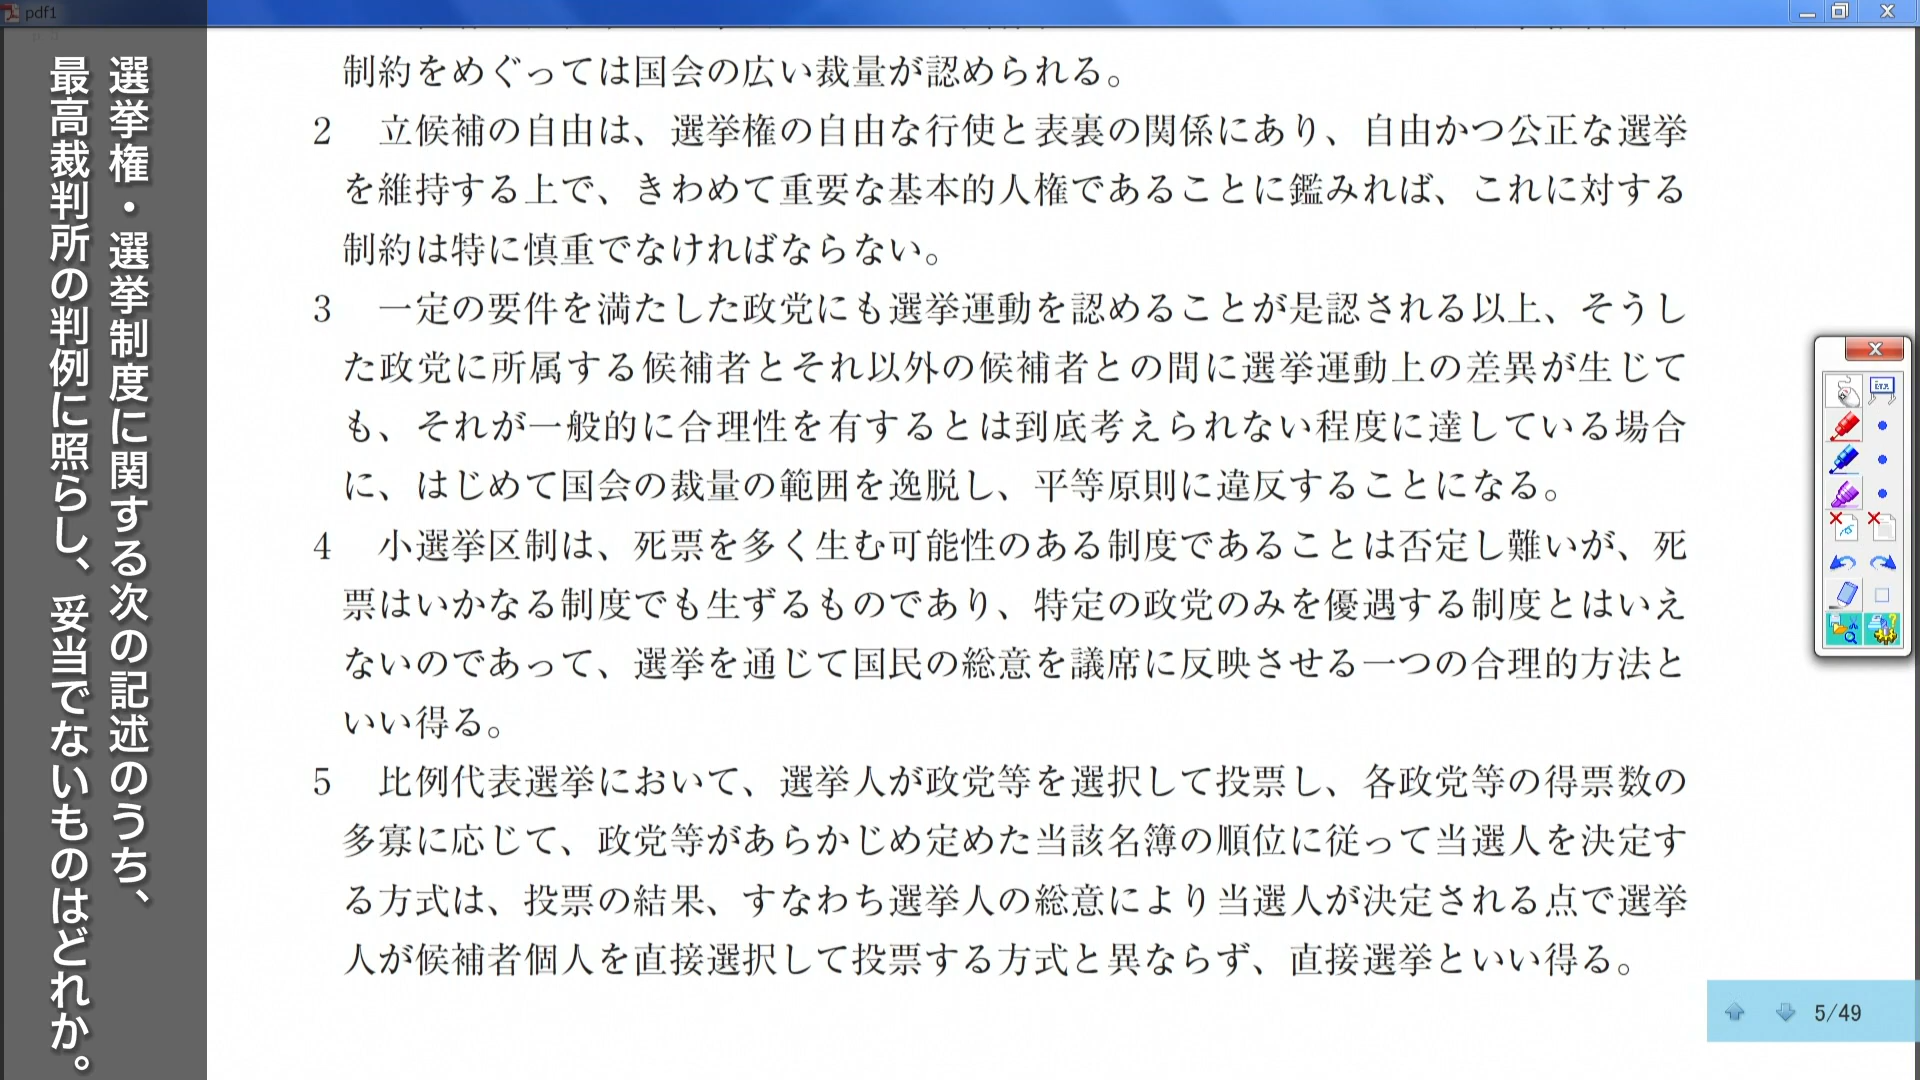 pdf1
選挙権・選挙制度に関する次の記述のうち、
最高裁判所の判例に照らし、妥当でないものはどれか。
制約をめぐっては国会の広い裁量が認められる。
2 立候補の自由は、選挙権の自由な行使と表裏の関係にあり、自由かつ公正な選挙
を維持する上で、きわめて重要な基本的人権であることに鑑みれば、これに対する
制約は特に慎重でなければならない。
3 一定の要件を満たした政党にも選挙運動を認めることが是認される以上、そうし
た政党に所属する候補者とそれ以外の候補者との間に選挙運動上の差異が生じて
も、それが一般的に合理性を有するとは到底考えられない程度に達している場合
に、はじめて国会の裁量の範囲を逸脱し、平等原則に違反することになる。
4 小選挙区制は、死票を多く生む可能性のある制度であることは否定し難いが、死
票はいかなる制度でも生ずるものであり、特定の政党のみを優遇する制度とはいえ
ないのであって、選挙を通じて国民の総意を議席に反映させる一つの合理的方法と
いい得る。
5 比例代表選挙において、選挙人が政党等を選択して投票し、各政党等の得票数の
多寡に応じて、政党等があらかじめ定めた当該名簿の順位に従って当選人を決定す
る方式は、投票の結果、すなわち選挙人の総意により当選人が決定される点で選挙
人が候補者個人を直接選択して投票する方式と異ならず、直接選挙といい得る。
5/49